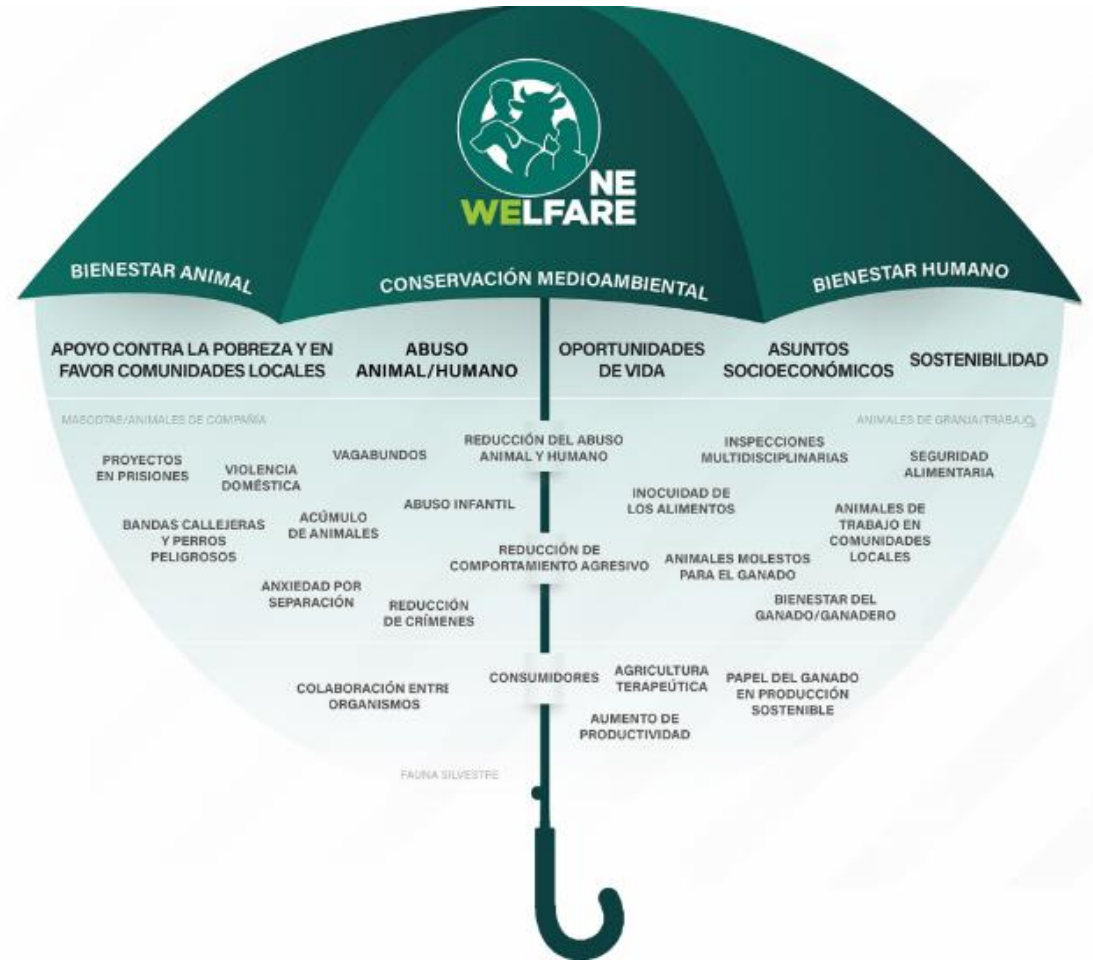 ONE
WELFARE
BIENESTAR ANIMAL
CONSERVACIÓN MEDIOAMBIENTAL
BIENESTAR HUMANO
APOYO CONTRA LA POBREZA Y EN
FAVOR COMUNIDADES LOCALES
ABUSO
ANIMAL/HUMANO
OPORTUNIDADES
DE VIDA
ASUNTOS
SOCIOECONÓMICOS
SOSTENIBILIDAD
MASCOTAS/ANIMALES DE COMPAÑÍA
ANIMALES DE GRANJA/TRABAJO
PROYECTOS
EN PRISIONES
VIOLENCIA
DOMÉSTICA
VAGABUNDOS
REDUCCIÓN DEL ABUSO
ANIMAL Y HUMANO
INSPECCIONES
MULTIDISCIPLINARIAS
SEGURIDAD
ALIMENTARIA
BANDAS CALLEJERAS
Y PERROS
PELIGROSOS
ACÚMULO
DE ANIMALES
ABUSO INFANTIL
INOCUIDAD DE
LOS ALIMENTOS
ANIMALES DE
TRABAJO EN
COMUNIDADES
LOCALES
REDUCCIÓN DE
COMPORTAMIENTO AGRESIVO
ANIMALES MOLESTOS
PARA EL GANADO
ANXIEDAD POR
SEPARACIÓN
REDUCCIÓN
DE CRÍMENES
BIENESTAR DEL
GANADO/GANADERO
COLABORACIÓN ENTRE
ORGANISMOS
CONSUMIDORES
AGRICULTURA
TERAPEÚTICA
PAPEL DEL GANADO
EN PRODUCCIÓN
SOSTENIBLE
AUMENTO DE
PRODUCTIVIDAD
FAUNA SILVESTRE